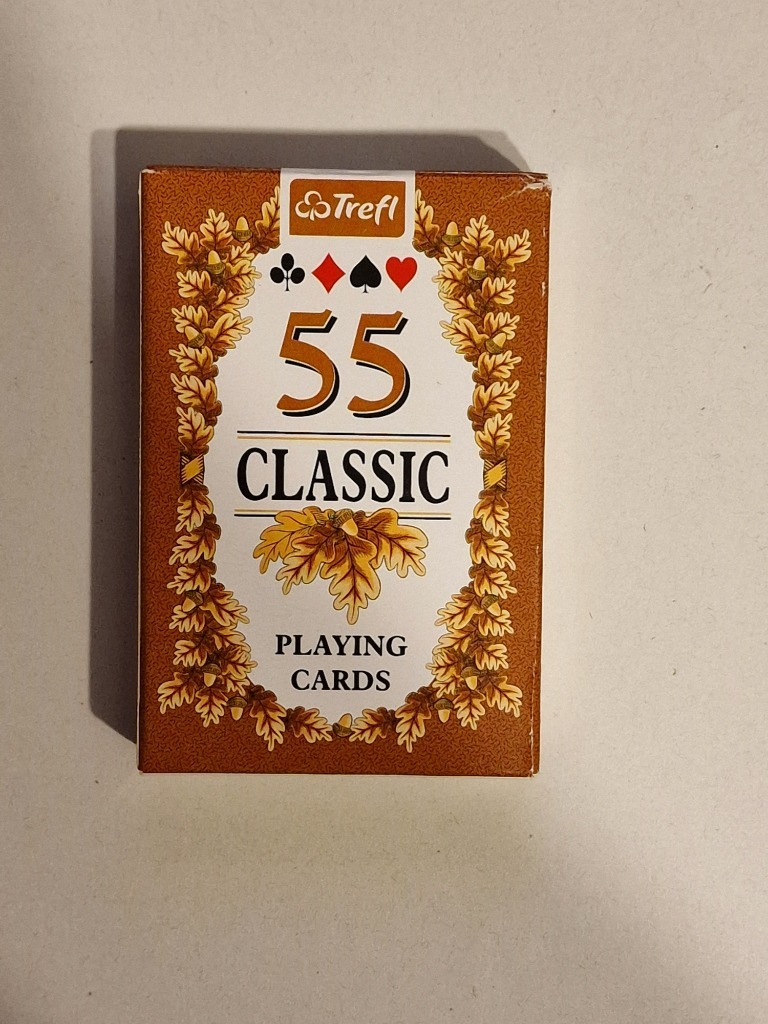 Trefl
55
CLASSIC
PLAYING
CARDS